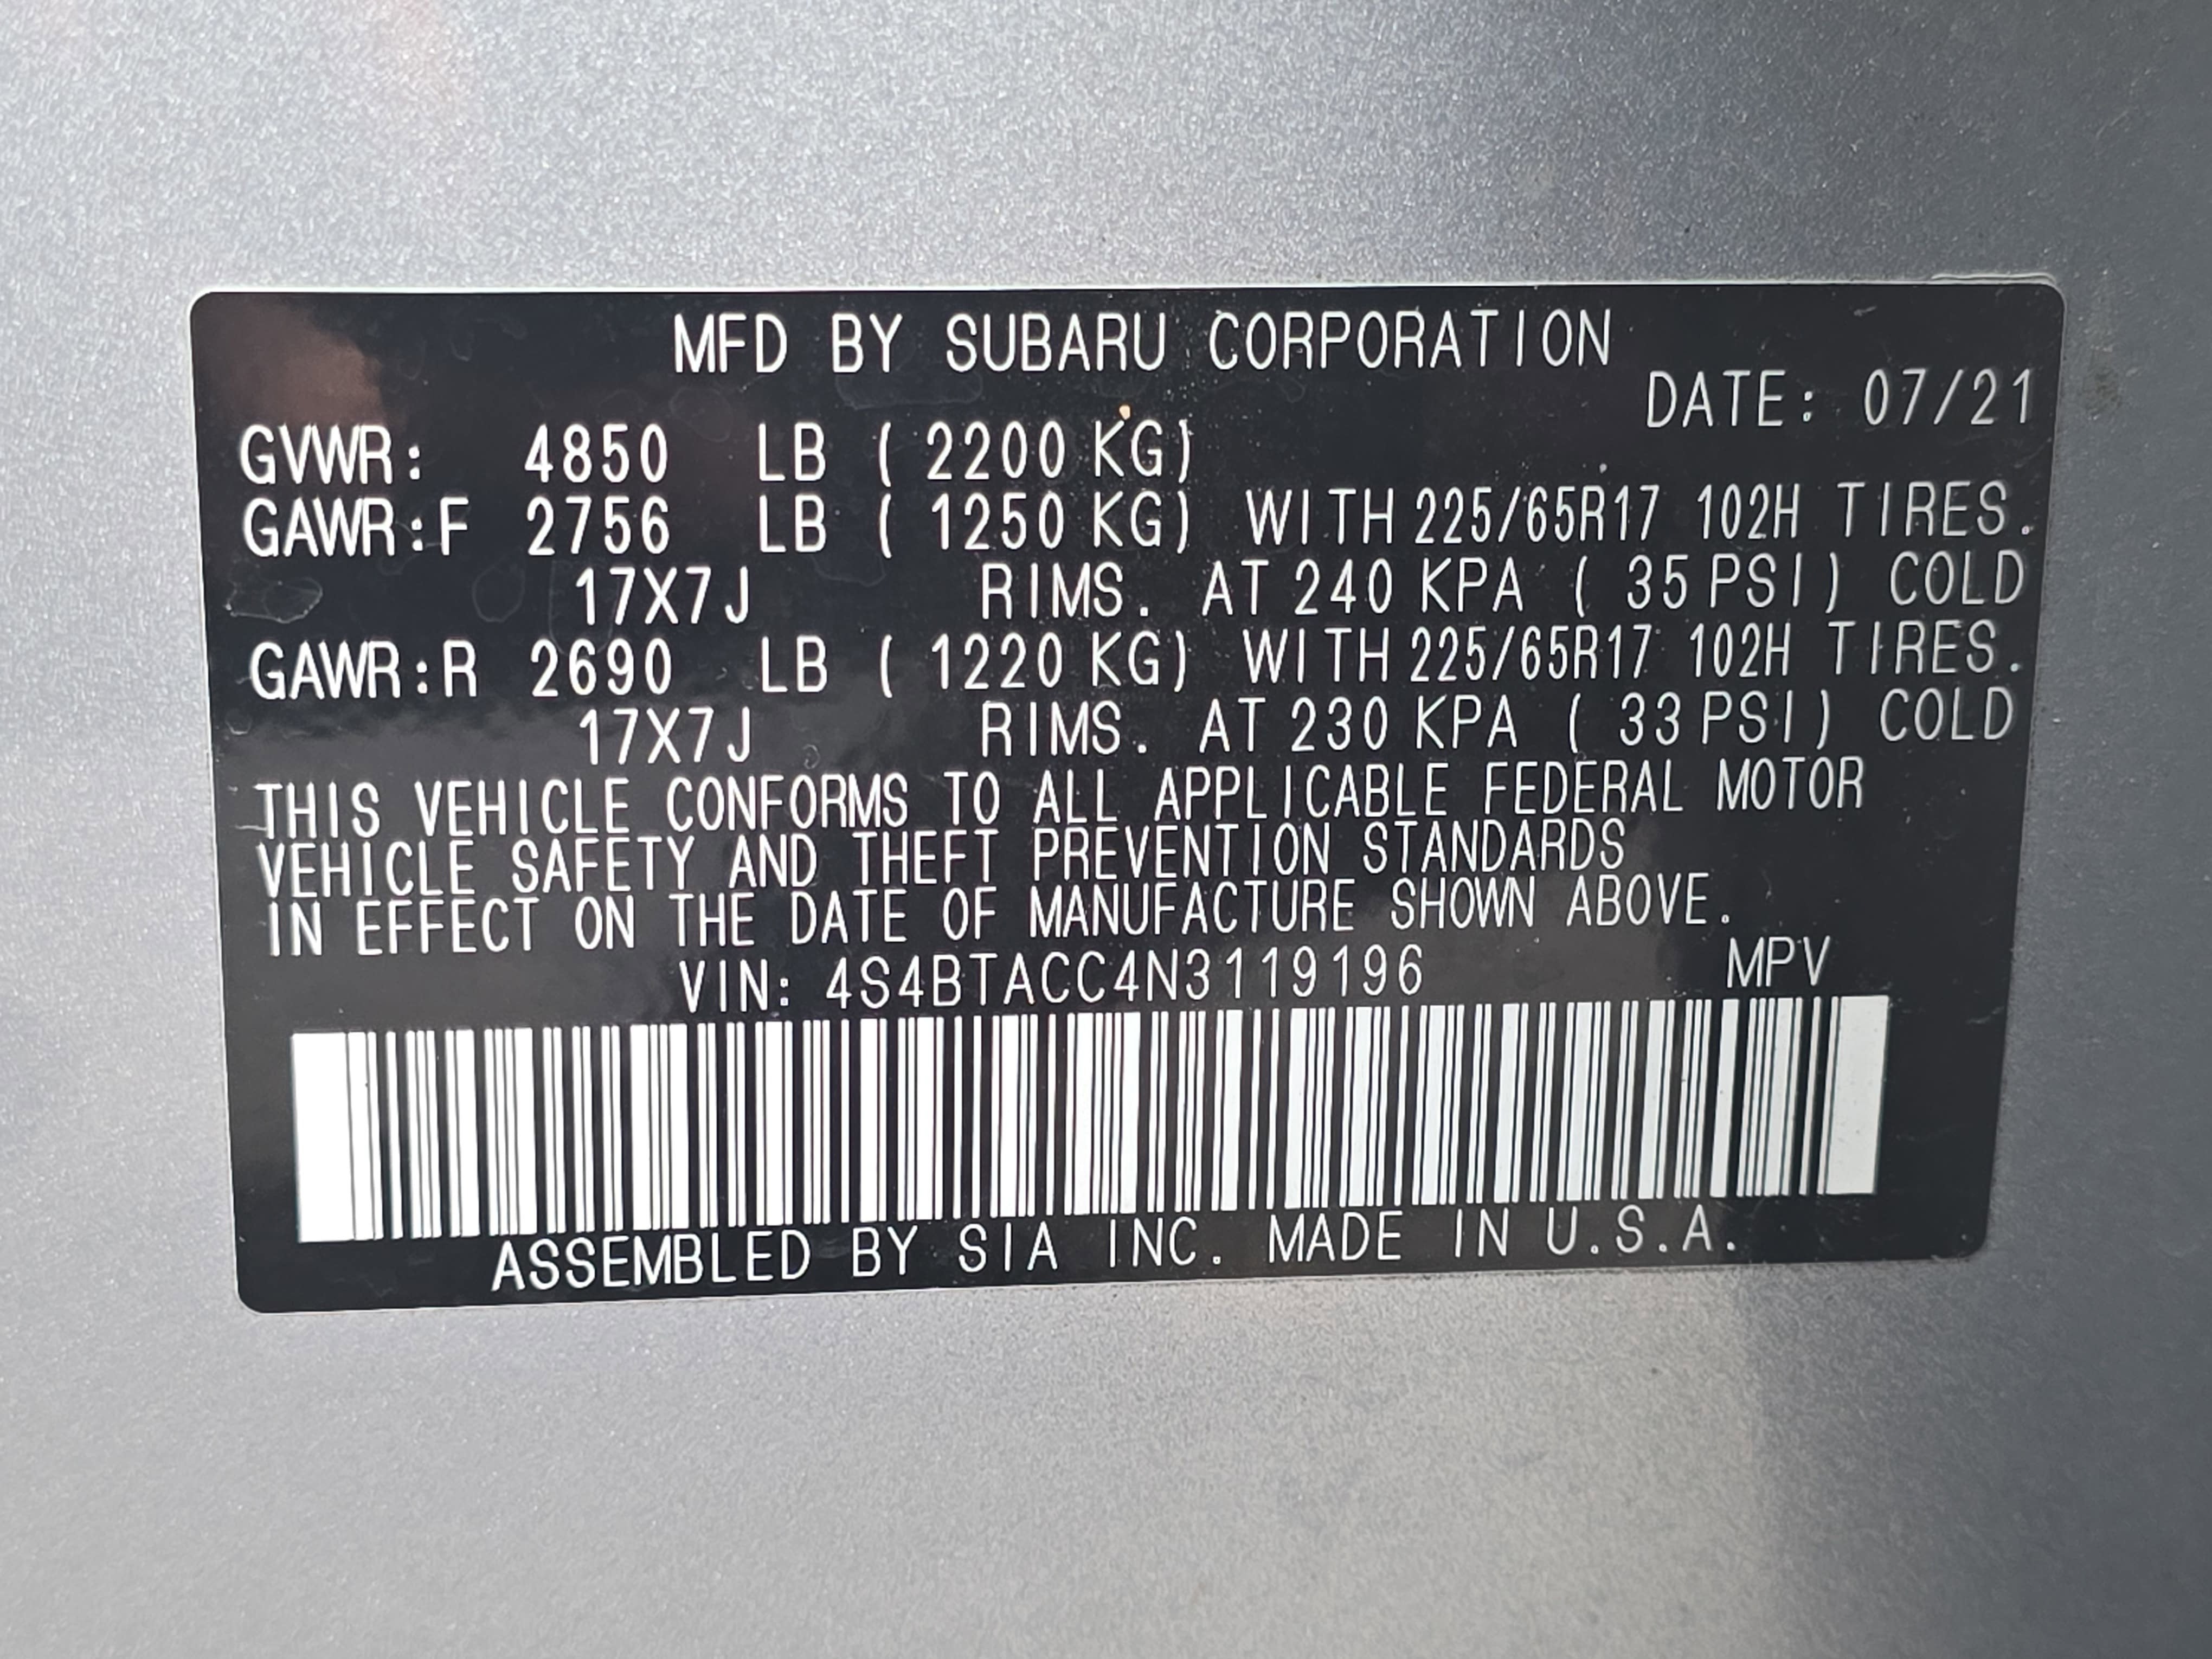 MFD BY SUBARU CORPORATION
DATE: 07/21
GVWR: 4850 LB ( 2200 KG)
GAWR:F 2756 LB ( 1250 KG) WITH 225/65R17 102H TIRES.
17X7J RIMS. AT 240 KPA ( 35 PSI) COLD
GAWR:R 2690 LB ( 1220 KG) WITH 225/65R17 102H TIRES.
17X7J RIMS. AT 230 KPA ( 33 PSI) COLD
THIS VEHICLE CONFORMS TO ALL APPLICABLE FEDERAL MOTOR
VEHICLE SAFETY AND THEFT PREVENTION STANDARDS
IN EFFECT ON THE DATE OF MANUFACTURE SHOWN ABOVE.
VIN: 4S4BTACC4N3119196 MPV
ASSEMBLED BY SIA INC. MADE IN U.S.A.